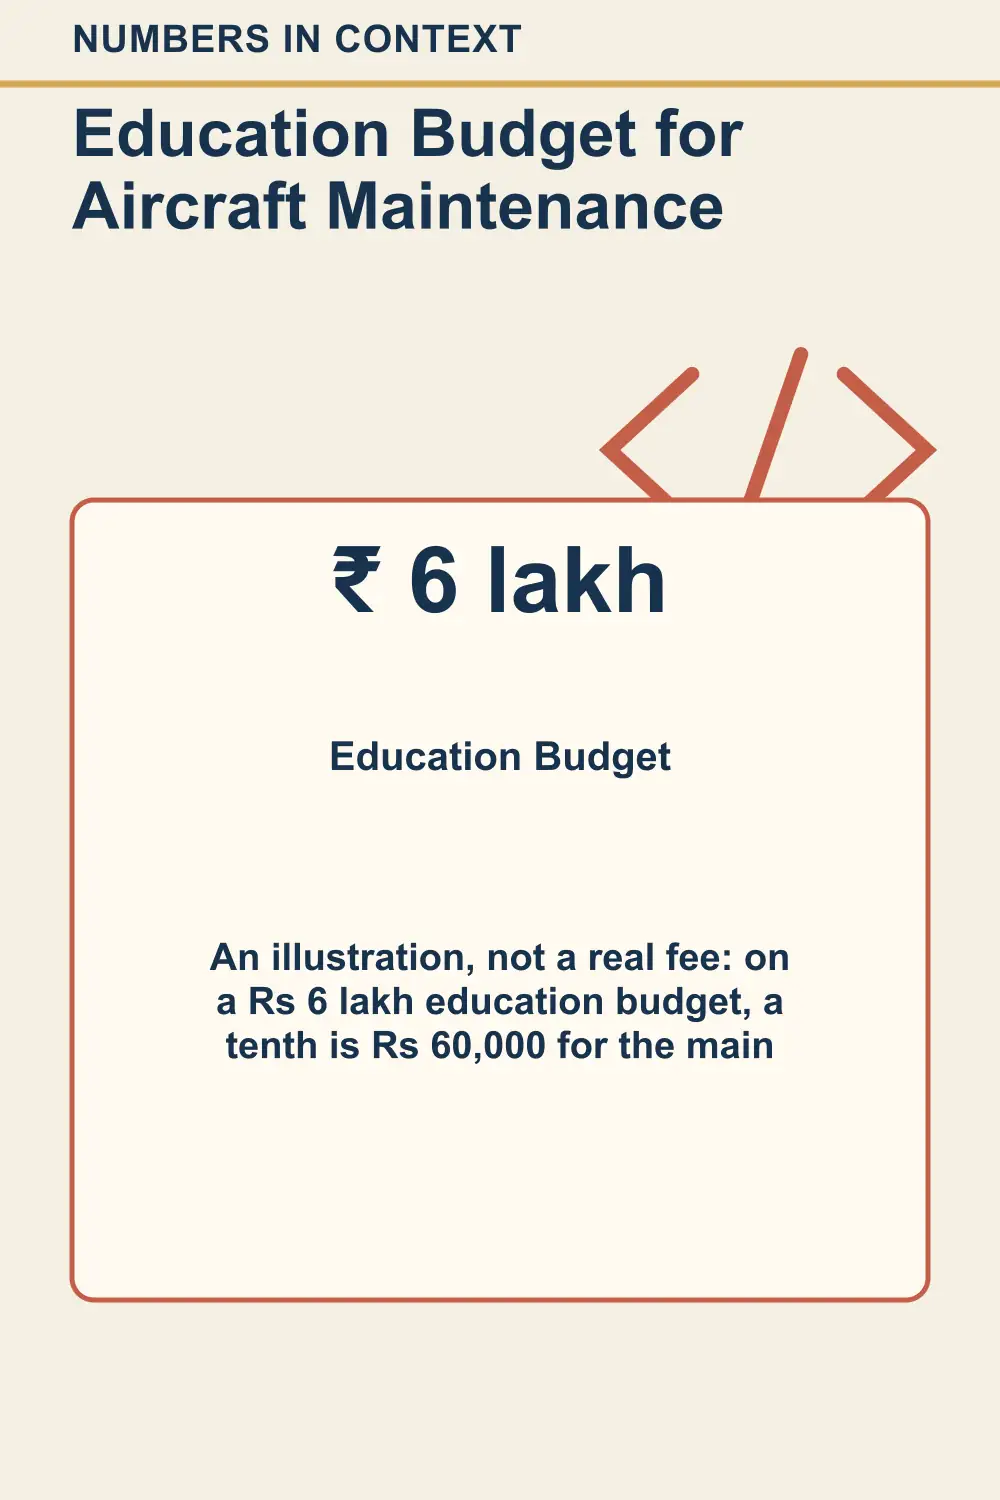 NUMBERS IN CONTEXT
Education Budget for
Aircraft Maintenance
₹ 6 lakh
Education Budget
An illustration, not a real fee: on
a Rs 6 lakh education budget, a
tenth is Rs 60,000 for the main